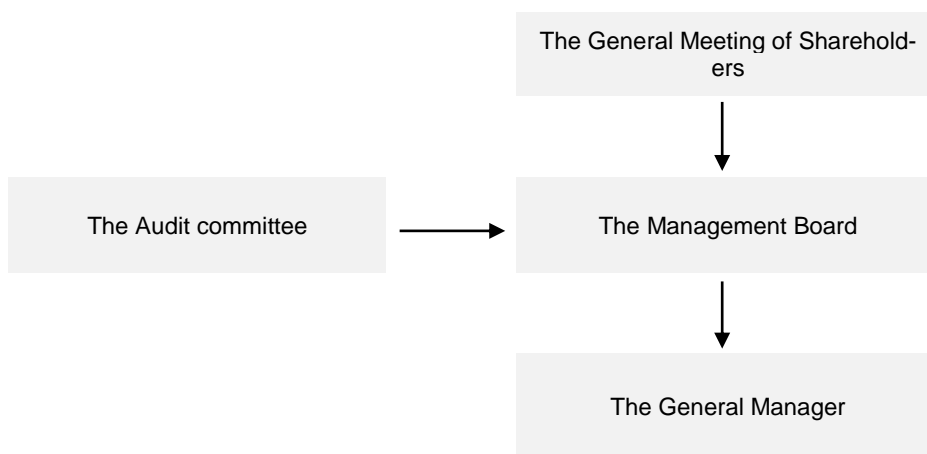 The General Meeting of Sharehold-
ers
The Audit committee
The Management Board
The General Manager